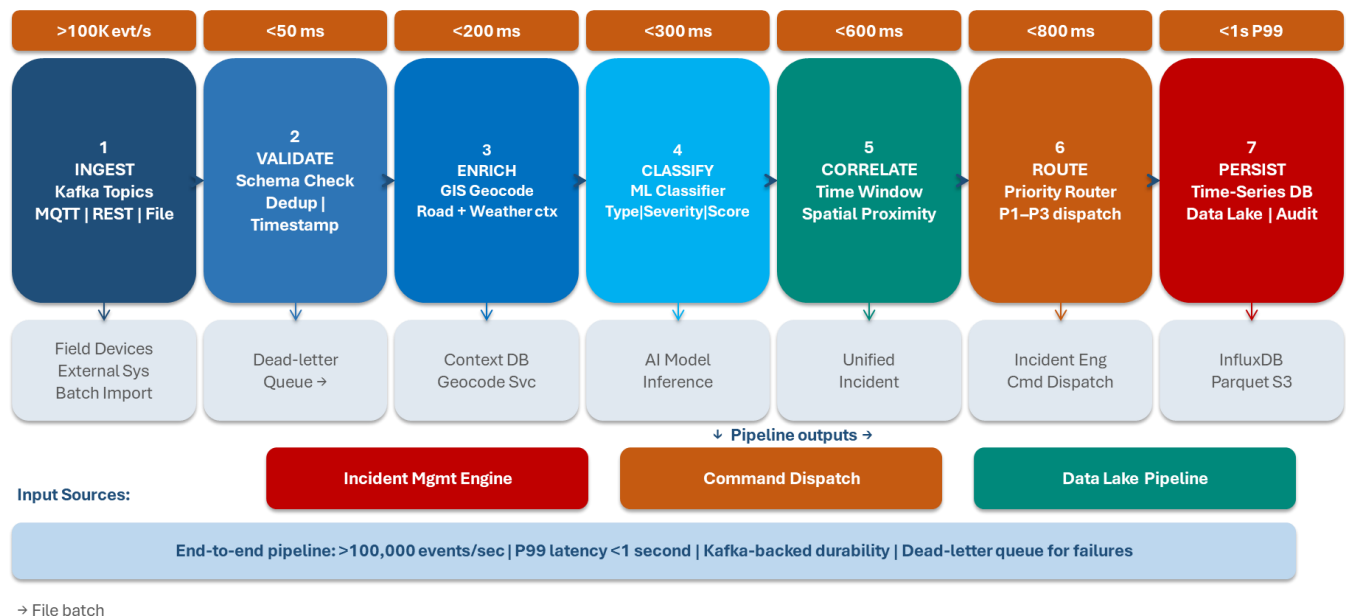 >100K evt/s
<50 ms
<200 ms
<300 ms
<600 ms
<800 ms
<1s P99
1
INGEST
Kafka Topics
MQTT | REST | File
2
VALIDATE
Schema Check
Dedup |
Timestamp
3
ENRICH
GIS Geocode
Road + Weather ctx
4
CLASSIFY
ML Classifier
Type|Severity|Score
5
CORRELATE
Time Window
Spatial Proximity
6
ROUTE
Priority Router
P1–P3 dispatch
7
PERSIST
Time-Series DB
Data Lake | Audit
Field Devices
External Sys
Batch Import
Dead-letter
Queue →
Context DB
Geocode Svc
AI Model
Inference
Unified
Incident
Incident Eng
Cmd Dispatch
InfluxDB
Parquet S3
↓ Pipeline outputs →
Incident Mgmt Engine
Command Dispatch
Data Lake Pipeline
Input Sources:
End-to-end pipeline: >100,000 events/sec | P99 latency <1 second | Kafka-backed durability | Dead-letter queue for failures
→ File batch